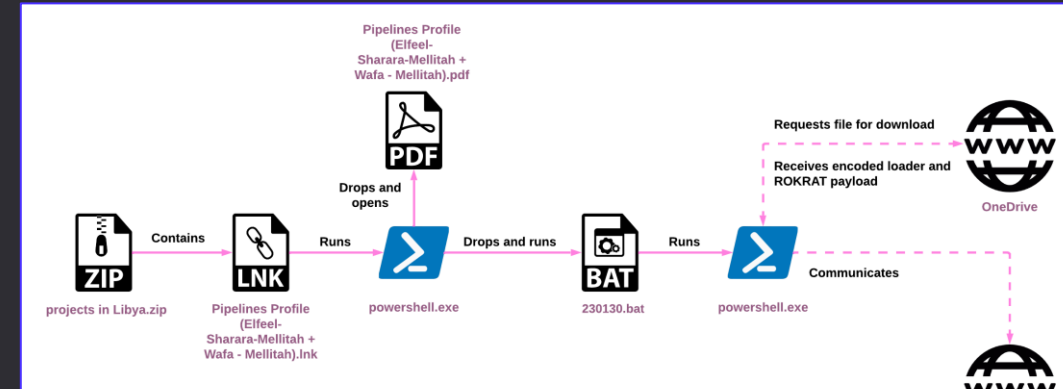 Pipelines Profile
(Elfeel-
Sharara-Mellitah +
Wafa - Mellitah).pdf
PDF
Drops and
opens
Requests file for download
WWW
Receives encoded loader and
ROKRAT payload
OneDrive
ZIP
Contains
LNK
Runs
Drops and runs
BAT
Runs
Communicates
projects in Libya.zip
Pipelines Profile
(Elfeel-
Sharara-Mellitah +
Wafa - Mellitah).lnk
powershell.exe
230130.bat
powershell.exe
WWW